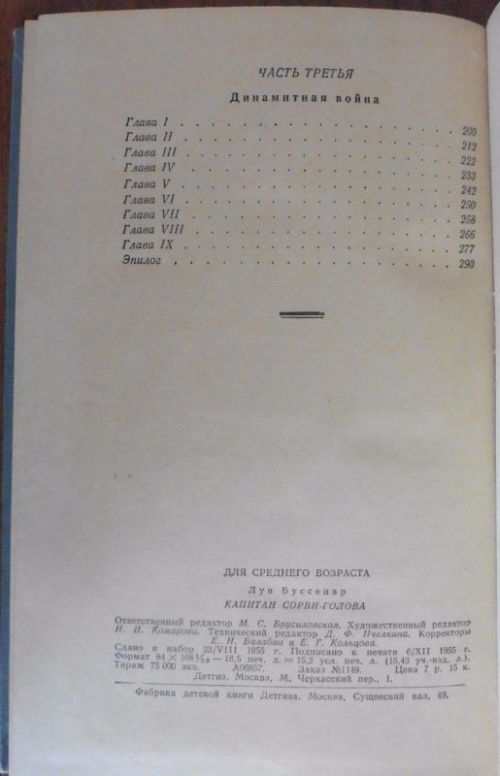 ЧАСТЬ ТРЕТЬЯ
Динамитная война
Глава I . . . . . . . . . . . . . . . 200
Глава II . . . . . . . . . . . . . . . 212
Глава III . . . . . . . . . . . . . . . 222
Глава IV . . . . . . . . . . . . . . . 233
Глава V . . . . . . . . . . . . . . . 242
Глава VI . . . . . . . . . . . . . . . 250
Глава VII . . . . . . . . . . . . . . . 258
Глава VIII . . . . . . . . . . . . . . . 266
Глава IX . . . . . . . . . . . . . . . 277
Эпилог . . . . . . . . . . . . . . . 290
ДЛЯ СРЕДНЕГО ВОЗРАСТА
Луи Буссенар
КАПИТАН СОРВИ-ГОЛОВА
Ответственный редактор М. С. Брусиловская. Художественный редактор
Н. И. Комарова. Технический редактор Д. Ф. Пчелкина. Корректоры
Е. И. Балабан и Е. Г. Кольцова.
Сдано в набор 23/VIII 1955 г. Подписано к печати 6/XII 1955 г.
Формат 84 × 108 1/32 — 18,5 печ. л. = 15,2 усл. печ. л. (15,43 уч.-изд. л.).
Тираж 75 000 экз. А06857. Заказ №1149. Цена 7 р. 15 к.
Детгиз. Москва, М. Черкасский пер., 1.
Фабрика детской книги Детгиза. Москва, Сущевский вал, 49.